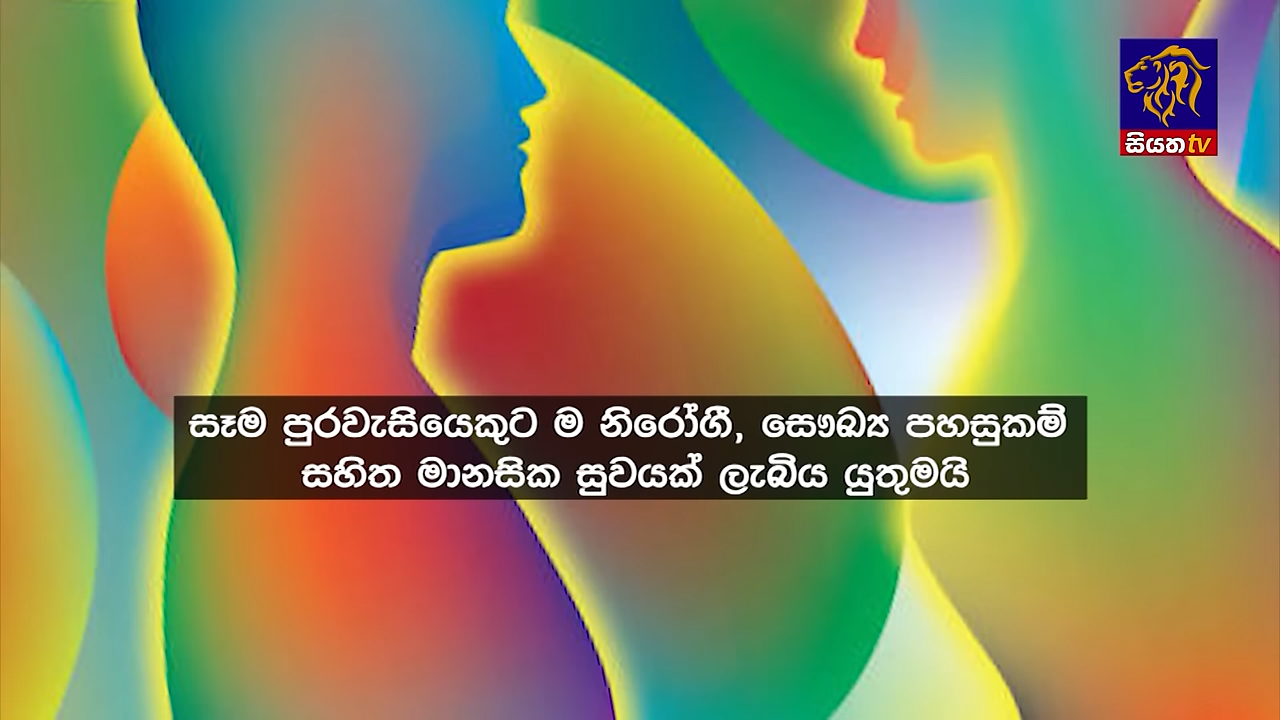 සියත tv
සෑම පුරවැසියෙකුට ම නිරෝගී, සෞඛ්‍ය පහසුකම්
සහිත මානසික සුවයක් ලැබිය යුතුමයි